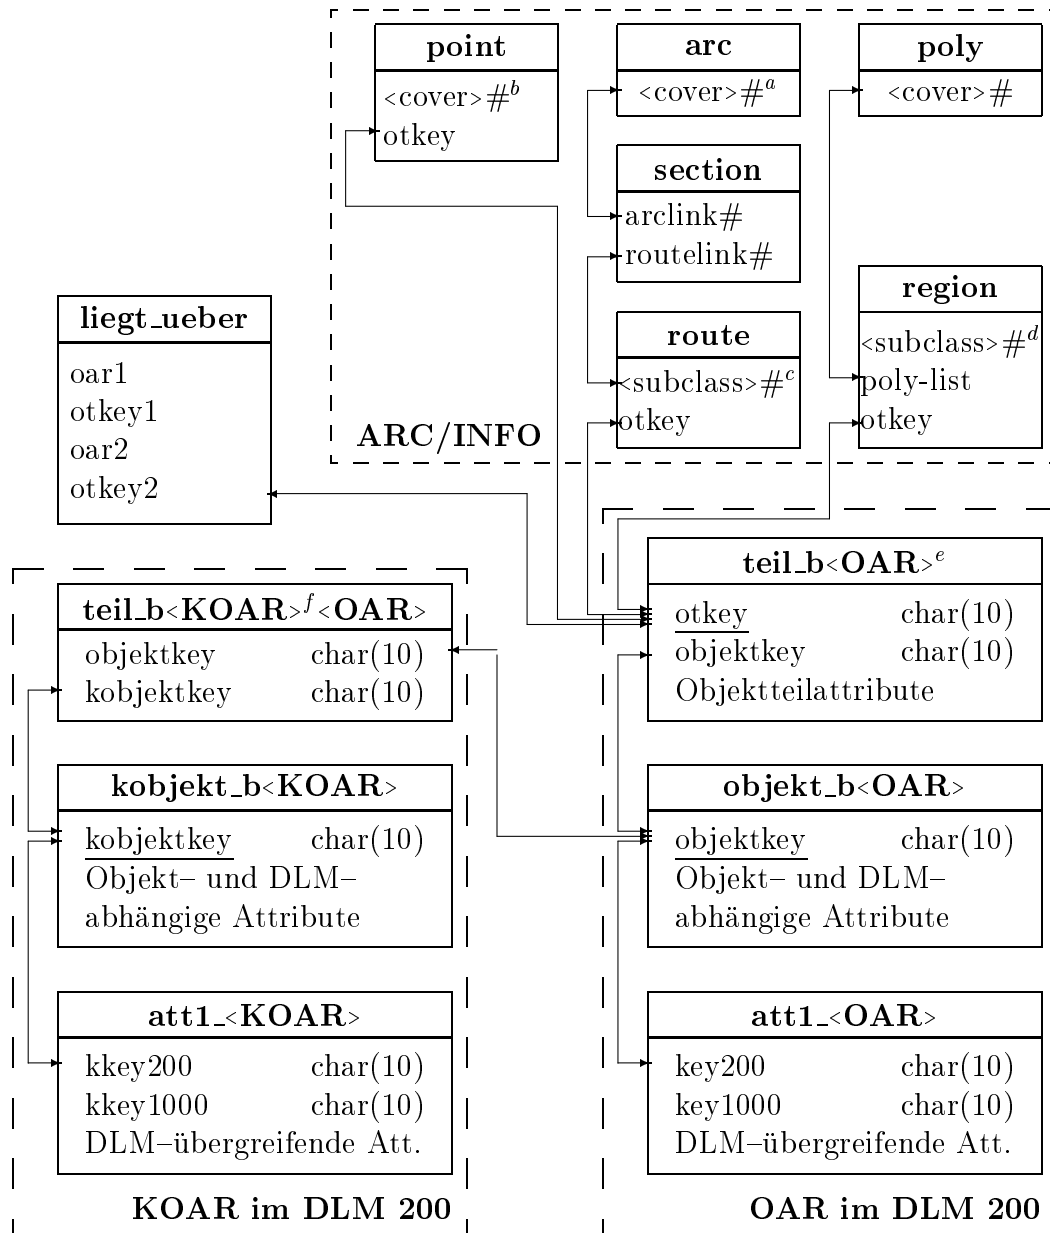 point
<cover>#b
otkey
arc
<cover>#a
poly
<cover>#
section
arclink#
routelink#
route
<subclass>#c
otkey
region
<subclass>#d
poly-list
otkey
ARC/INFO
liegt_ueber
oar1
otkey1
oar2
otkey2
teil_b<KOAR>f<OAR>
objektkey char(10)
kobjektkey char(10)
kobjekt_b<KOAR>
kobjektkey char(10)
Objekt– und DLM–
abhängige Attribute
att1_<KOAR>
kkey200 char(10)
kkey1000 char(10)
DLM–übergreifende Att.
KOAR im DLM 200
teil_b<OAR>e
otkey char(10)
objektkey char(10)
Objektteilattribute
objekt_b<OAR>
objektkey char(10)
Objekt– und DLM–
abhängige Attribute
att1_<OAR>
key200 char(10)
key1000 char(10)
DLM–übergreifende Att.
OAR im DLM 200